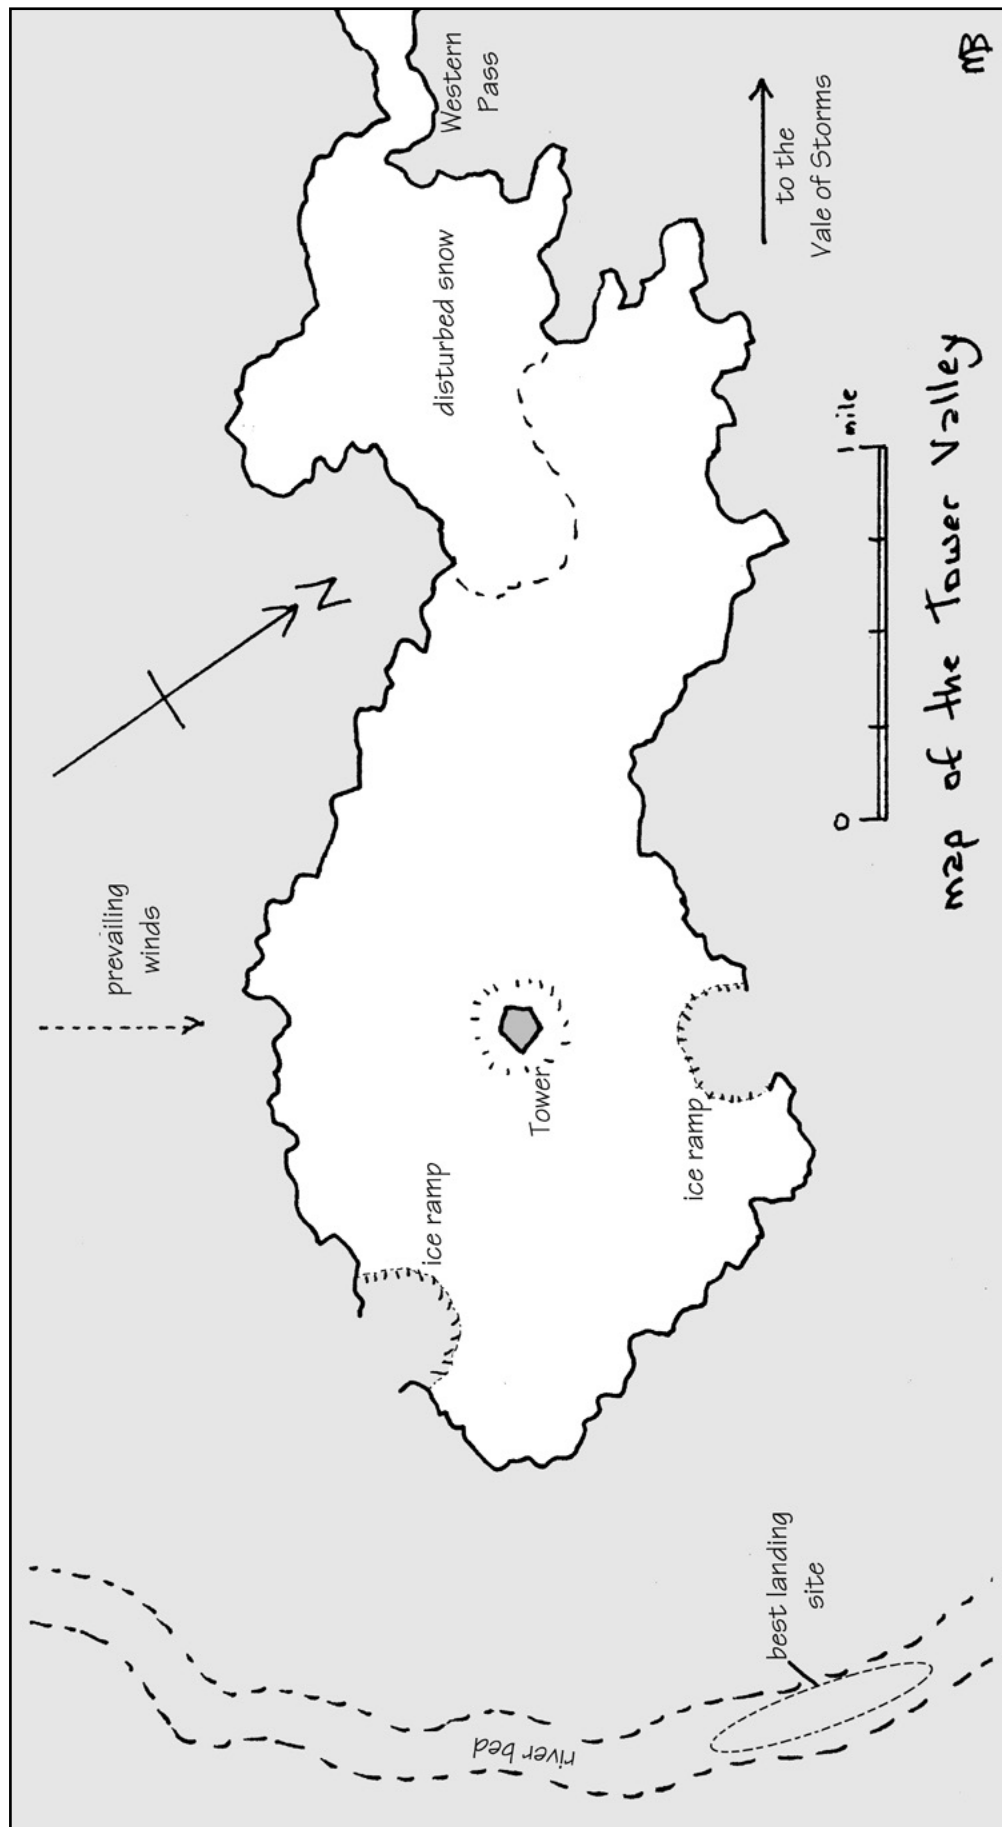 prevailing
winds
N
Western
Pass
disturbed snow
ice ramp
Tower
ice ramp
to the
Vale of Storms
river bed
best landing
site
0
1 mile
map of the Tower Valley
MB